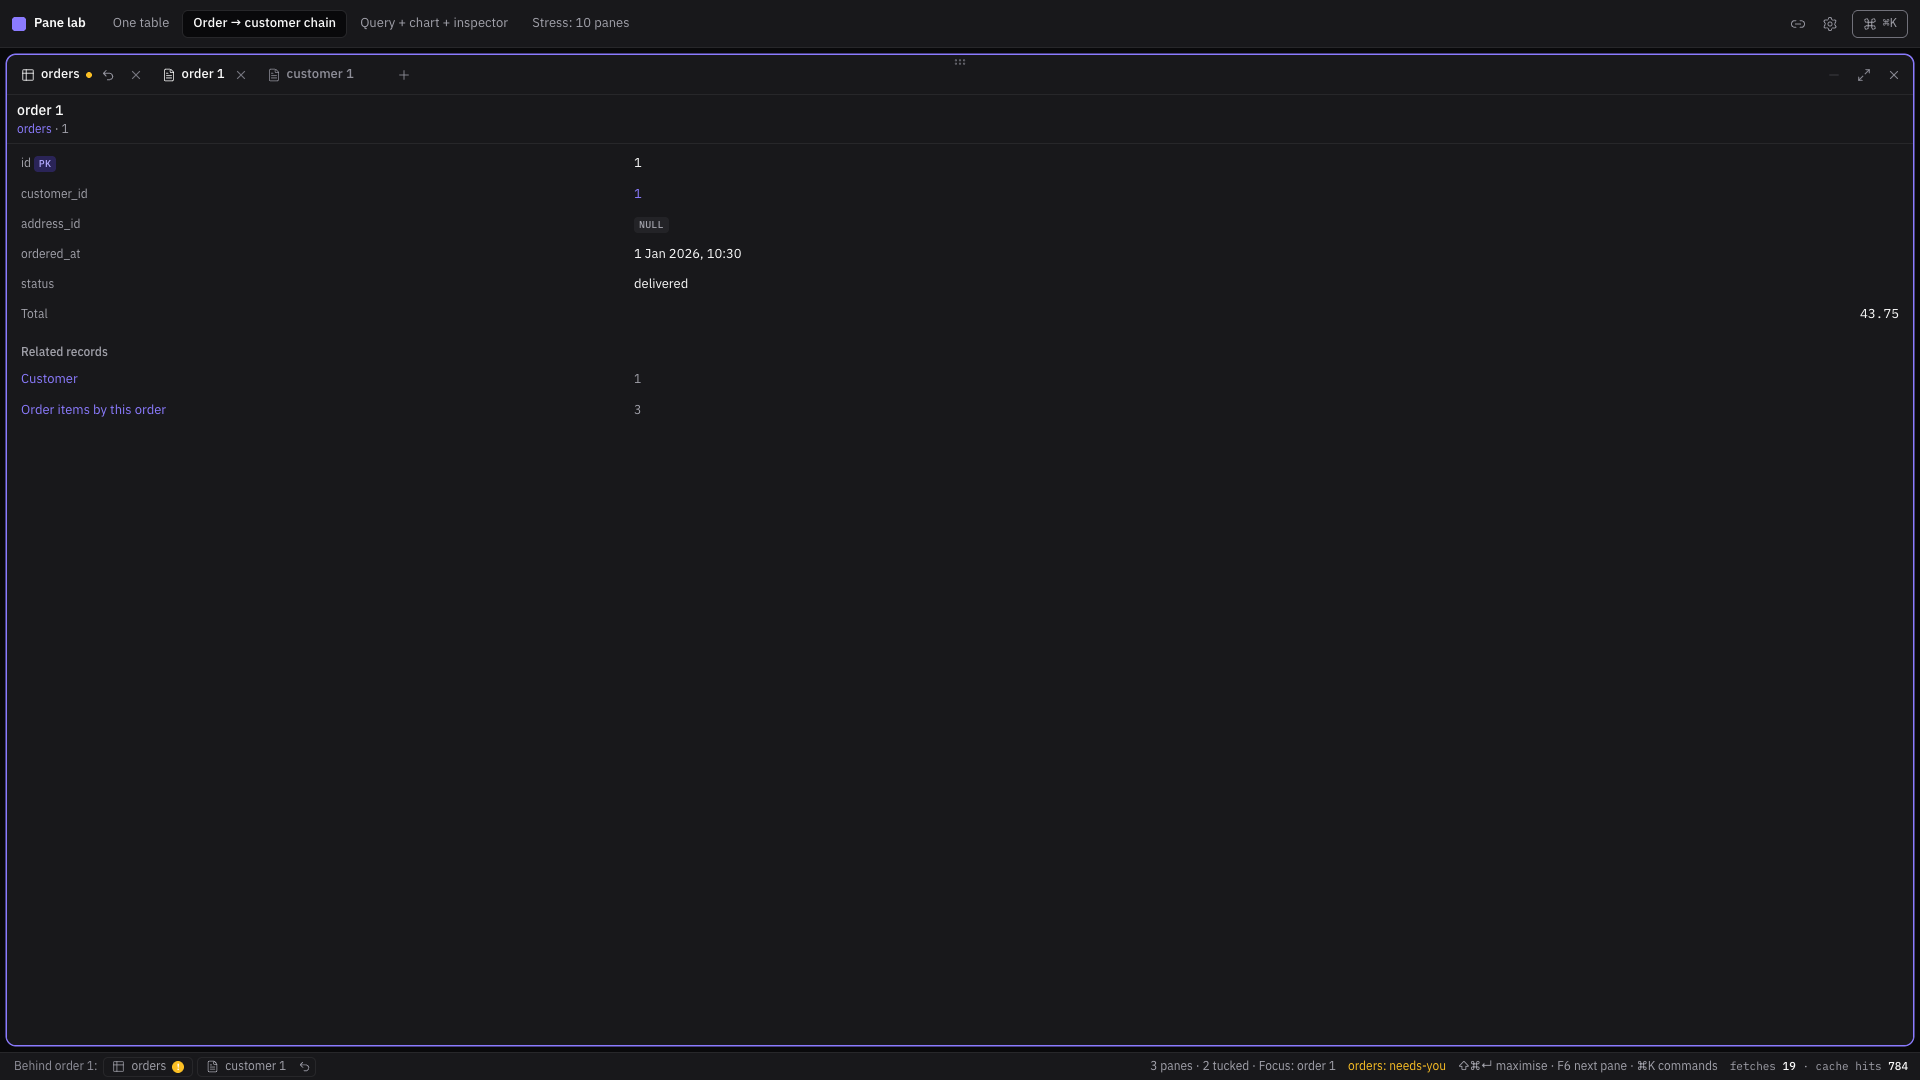 Pane lab One table Order → customer chain Query + chart + inspector Stress: 10 panes ⌘ ⌘K
orders order 1 customer 1
order 1
orders · 1
id PK 1
customer_id 1
address_id NULL
ordered_at 1 Jan 2026, 10:30
status delivered
Total 43.75
Related records
Customer 1
Order items by this order 3
Behind order 1: orders ! customer 1 3 panes · 2 tucked · Focus: order 1 orders: needs-you ⇧⌘↵ maximise · F6 next pane · ⌘K commands fetches 19 · cache hits 784